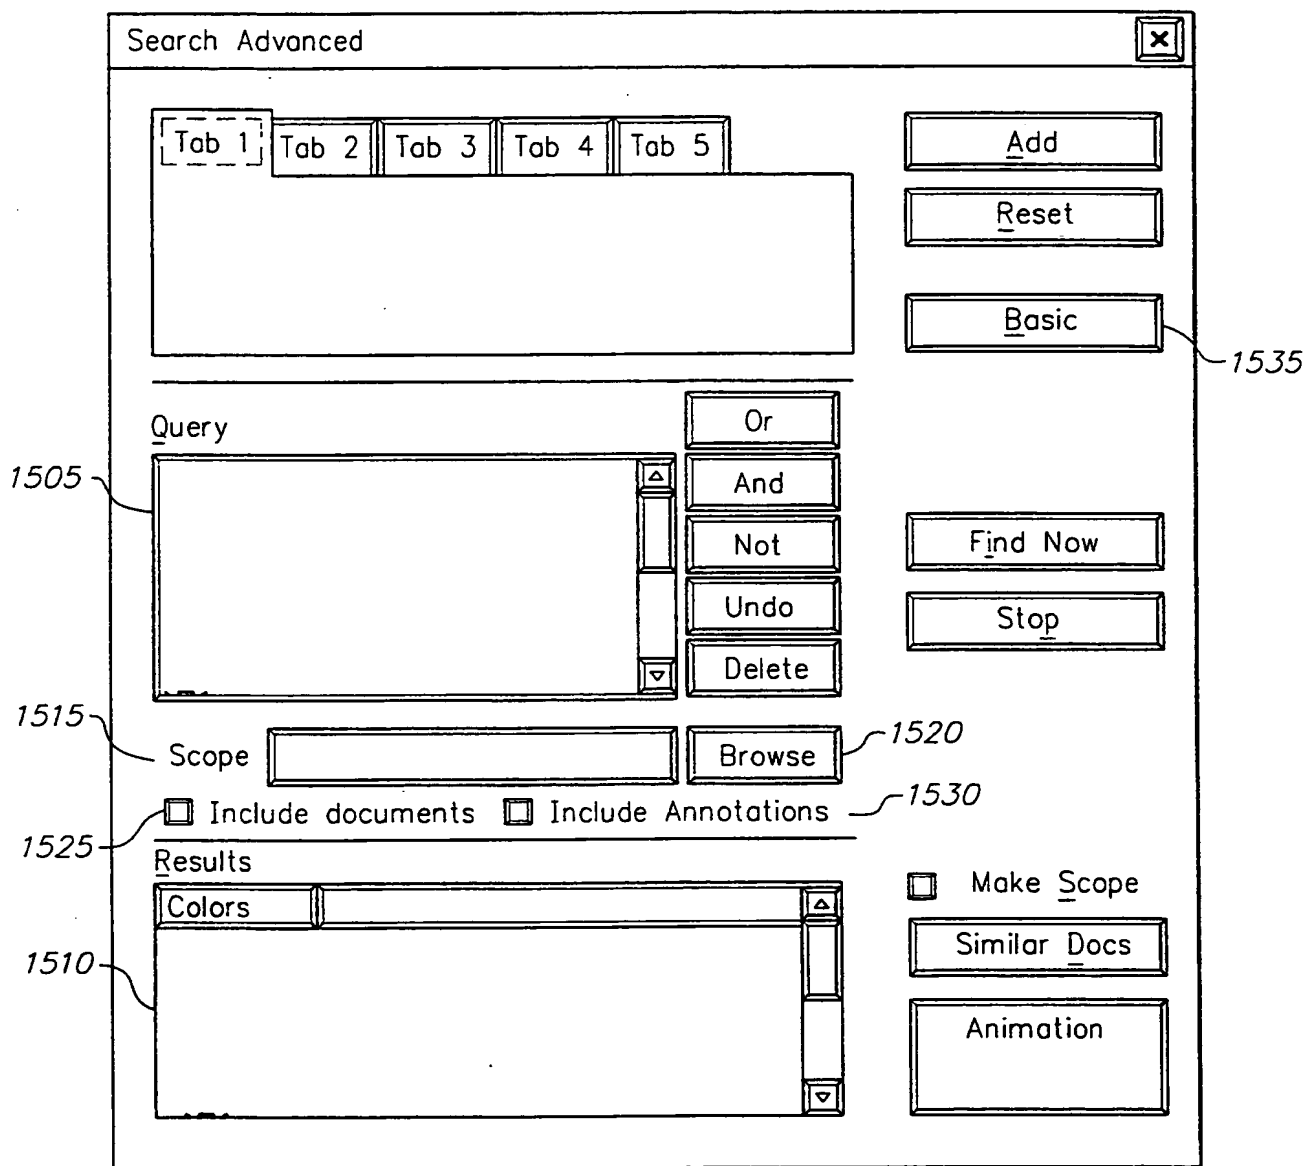 Search Advanced
Tab 1 Tab 2 Tab 3 Tab 4 Tab 5
Add
Reset
Basic
1535
Query
Or
1505
And
Not
Find Now
Undo
Stop
Delete
1515
Scope Browse
1520
Include documents Include Annotations
1530
1525
Results
Make Scope
Colors
Similar Docs
1510
Animation